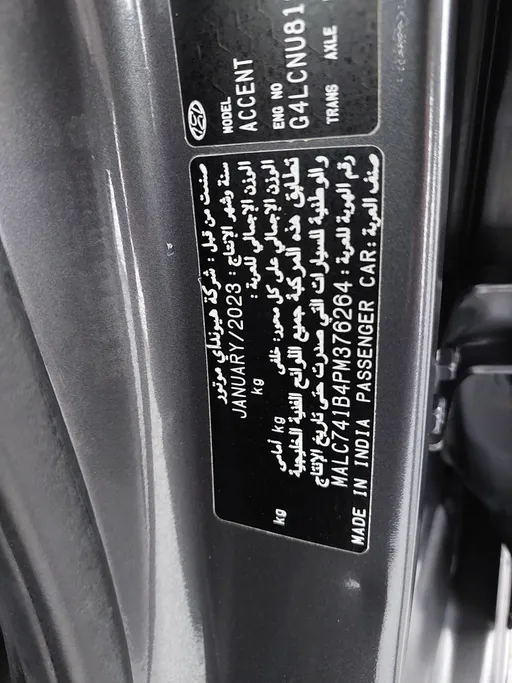 MODEL
ACCENT
ENG NO
G4LCNU81
TRANS AXLE
صنعت من قبل : شركة هيونداي موتور
سنة وشهر الإنتاج : JANUARY/2023
الوزن الإجمالي للعربة : kg
الوزن الإجمالي على كل محور: خلفي kg أمامي kg
تطابق هذه المركبة جميع اللوائح الفنية الخليجية
و الوطنية للسيارات التي صدرت حتى تاريخ الإنتاج
رقم الهوية للعربة : MALC741B4PM376264
صنف العربة : PASSENGER CAR MADE IN INDIA